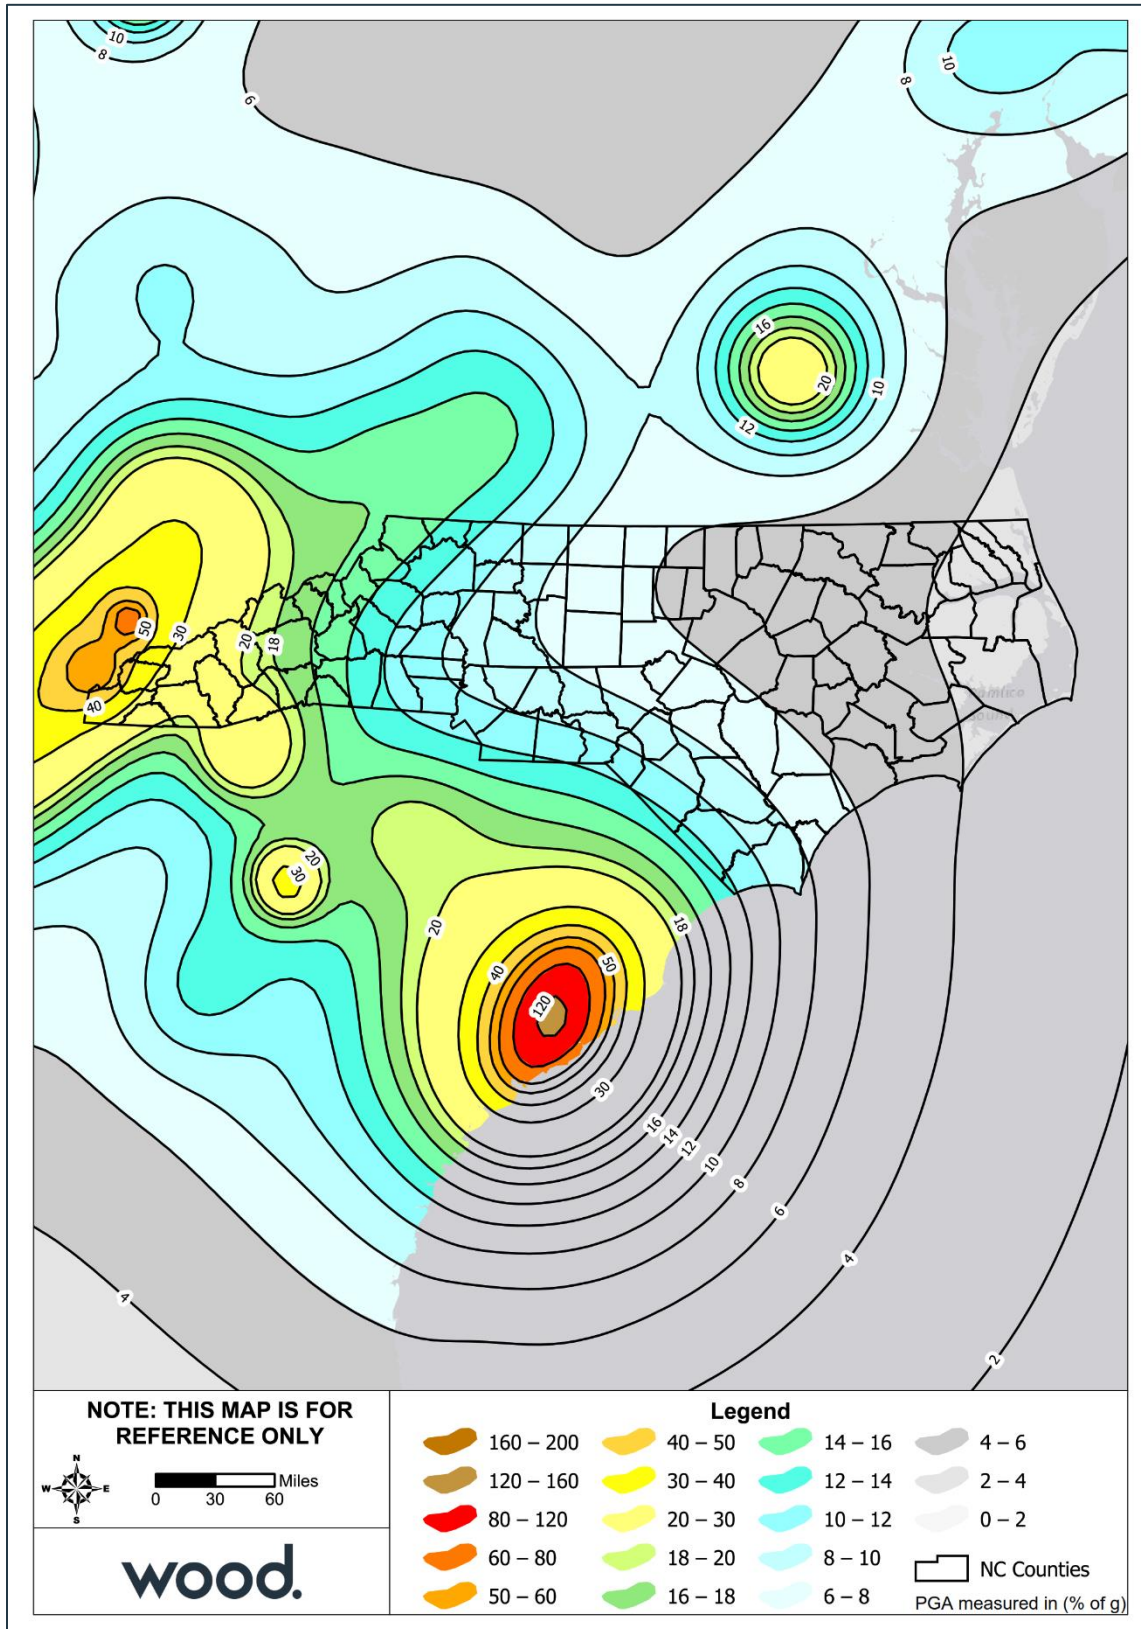 10
8
6
8
10
16
20
10
12
50
30
20
18
40
Pamlico
Sound
20
30
20
18
40
50
120
30
16
14
12
10
8
6
4
4
2
NOTE: THIS MAP IS FOR
REFERENCE ONLY
N
W E
S
Miles
0 30 60
wood.
Legend
160 – 200
120 – 160
80 – 120
60 – 80
50 – 60
40 – 50
30 – 40
20 – 30
18 – 20
16 – 18
14 – 16
12 – 14
10 – 12
8 – 10
6 – 8
4 – 6
2 – 4
0 – 2
NC Counties
PGA measured in (% of g)